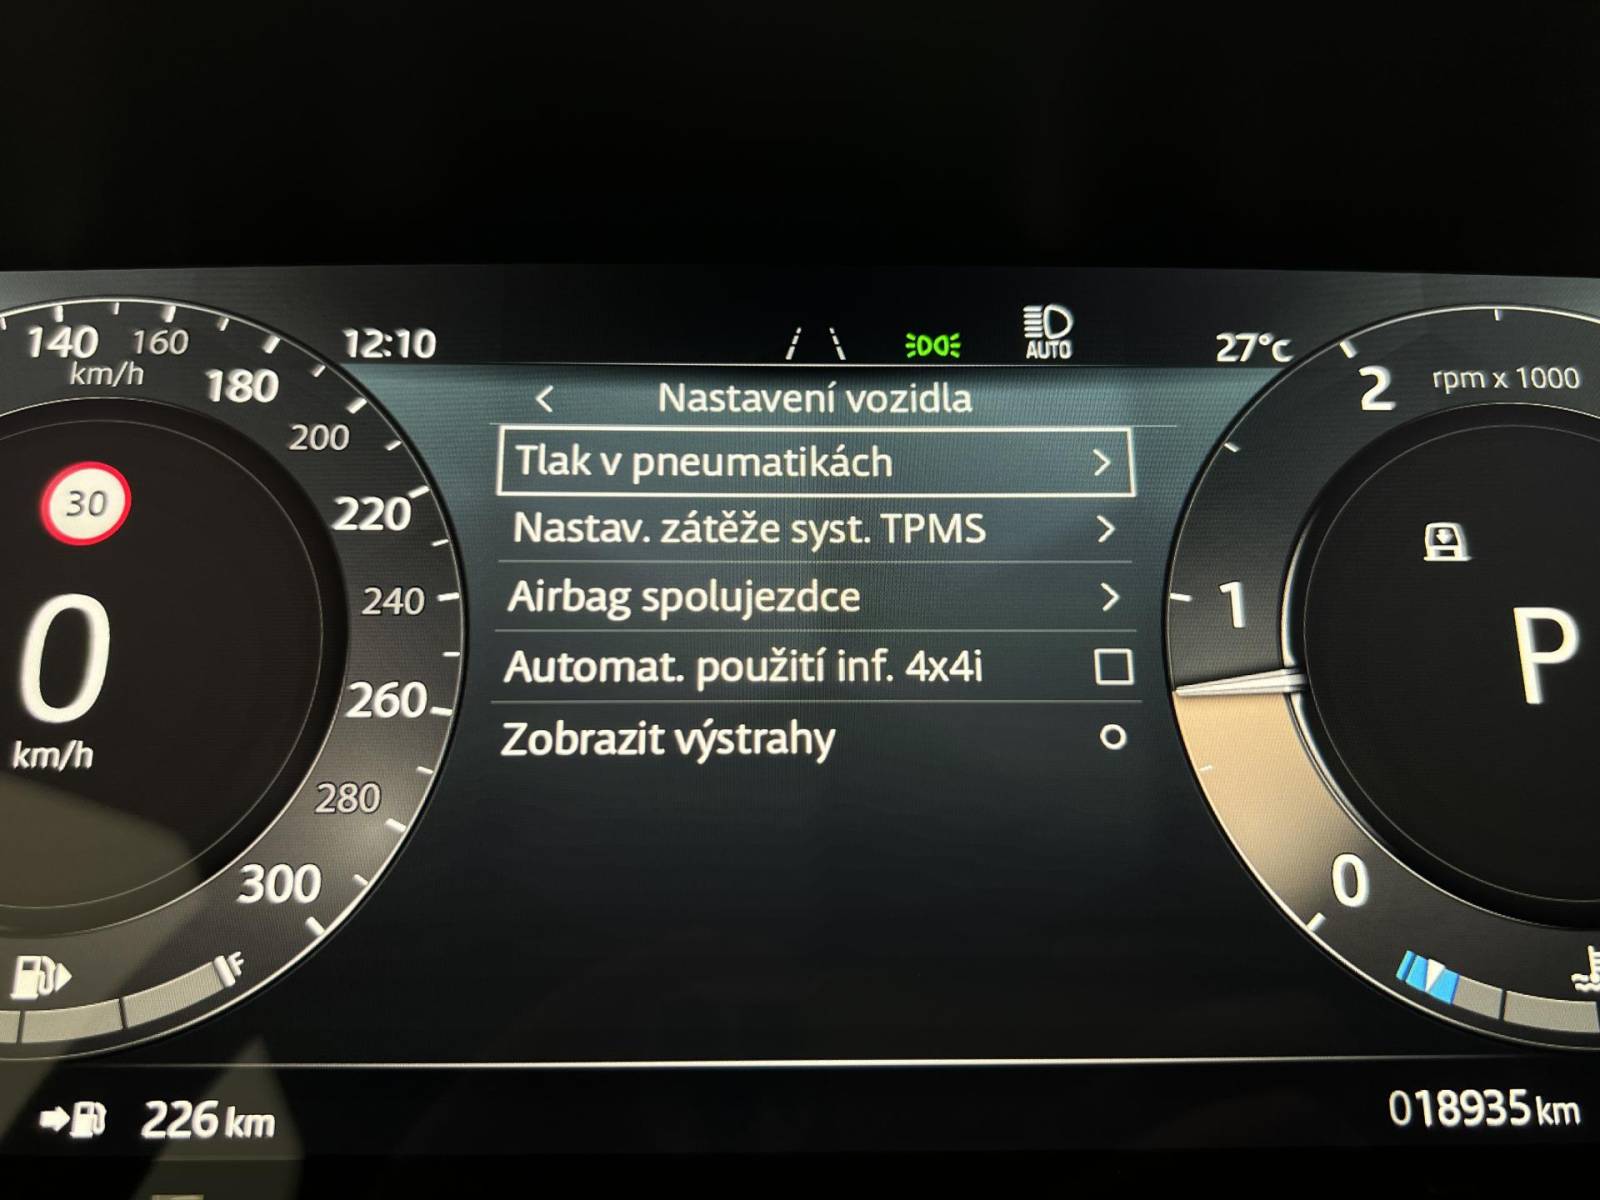 12:10
AUTO
27°c
140
160
km/h
180
200
220
240
260
280
300
30
0
km/h
Nastavení vozidla
Tlak v pneumatikách
Nastav. zátěže syst. TPMS
Airbag spolujezdce
Automat. použití inf. 4x4i
Zobrazit výstrahy
2
rpm x 1000
1
0
P
F
226 km
018935 km